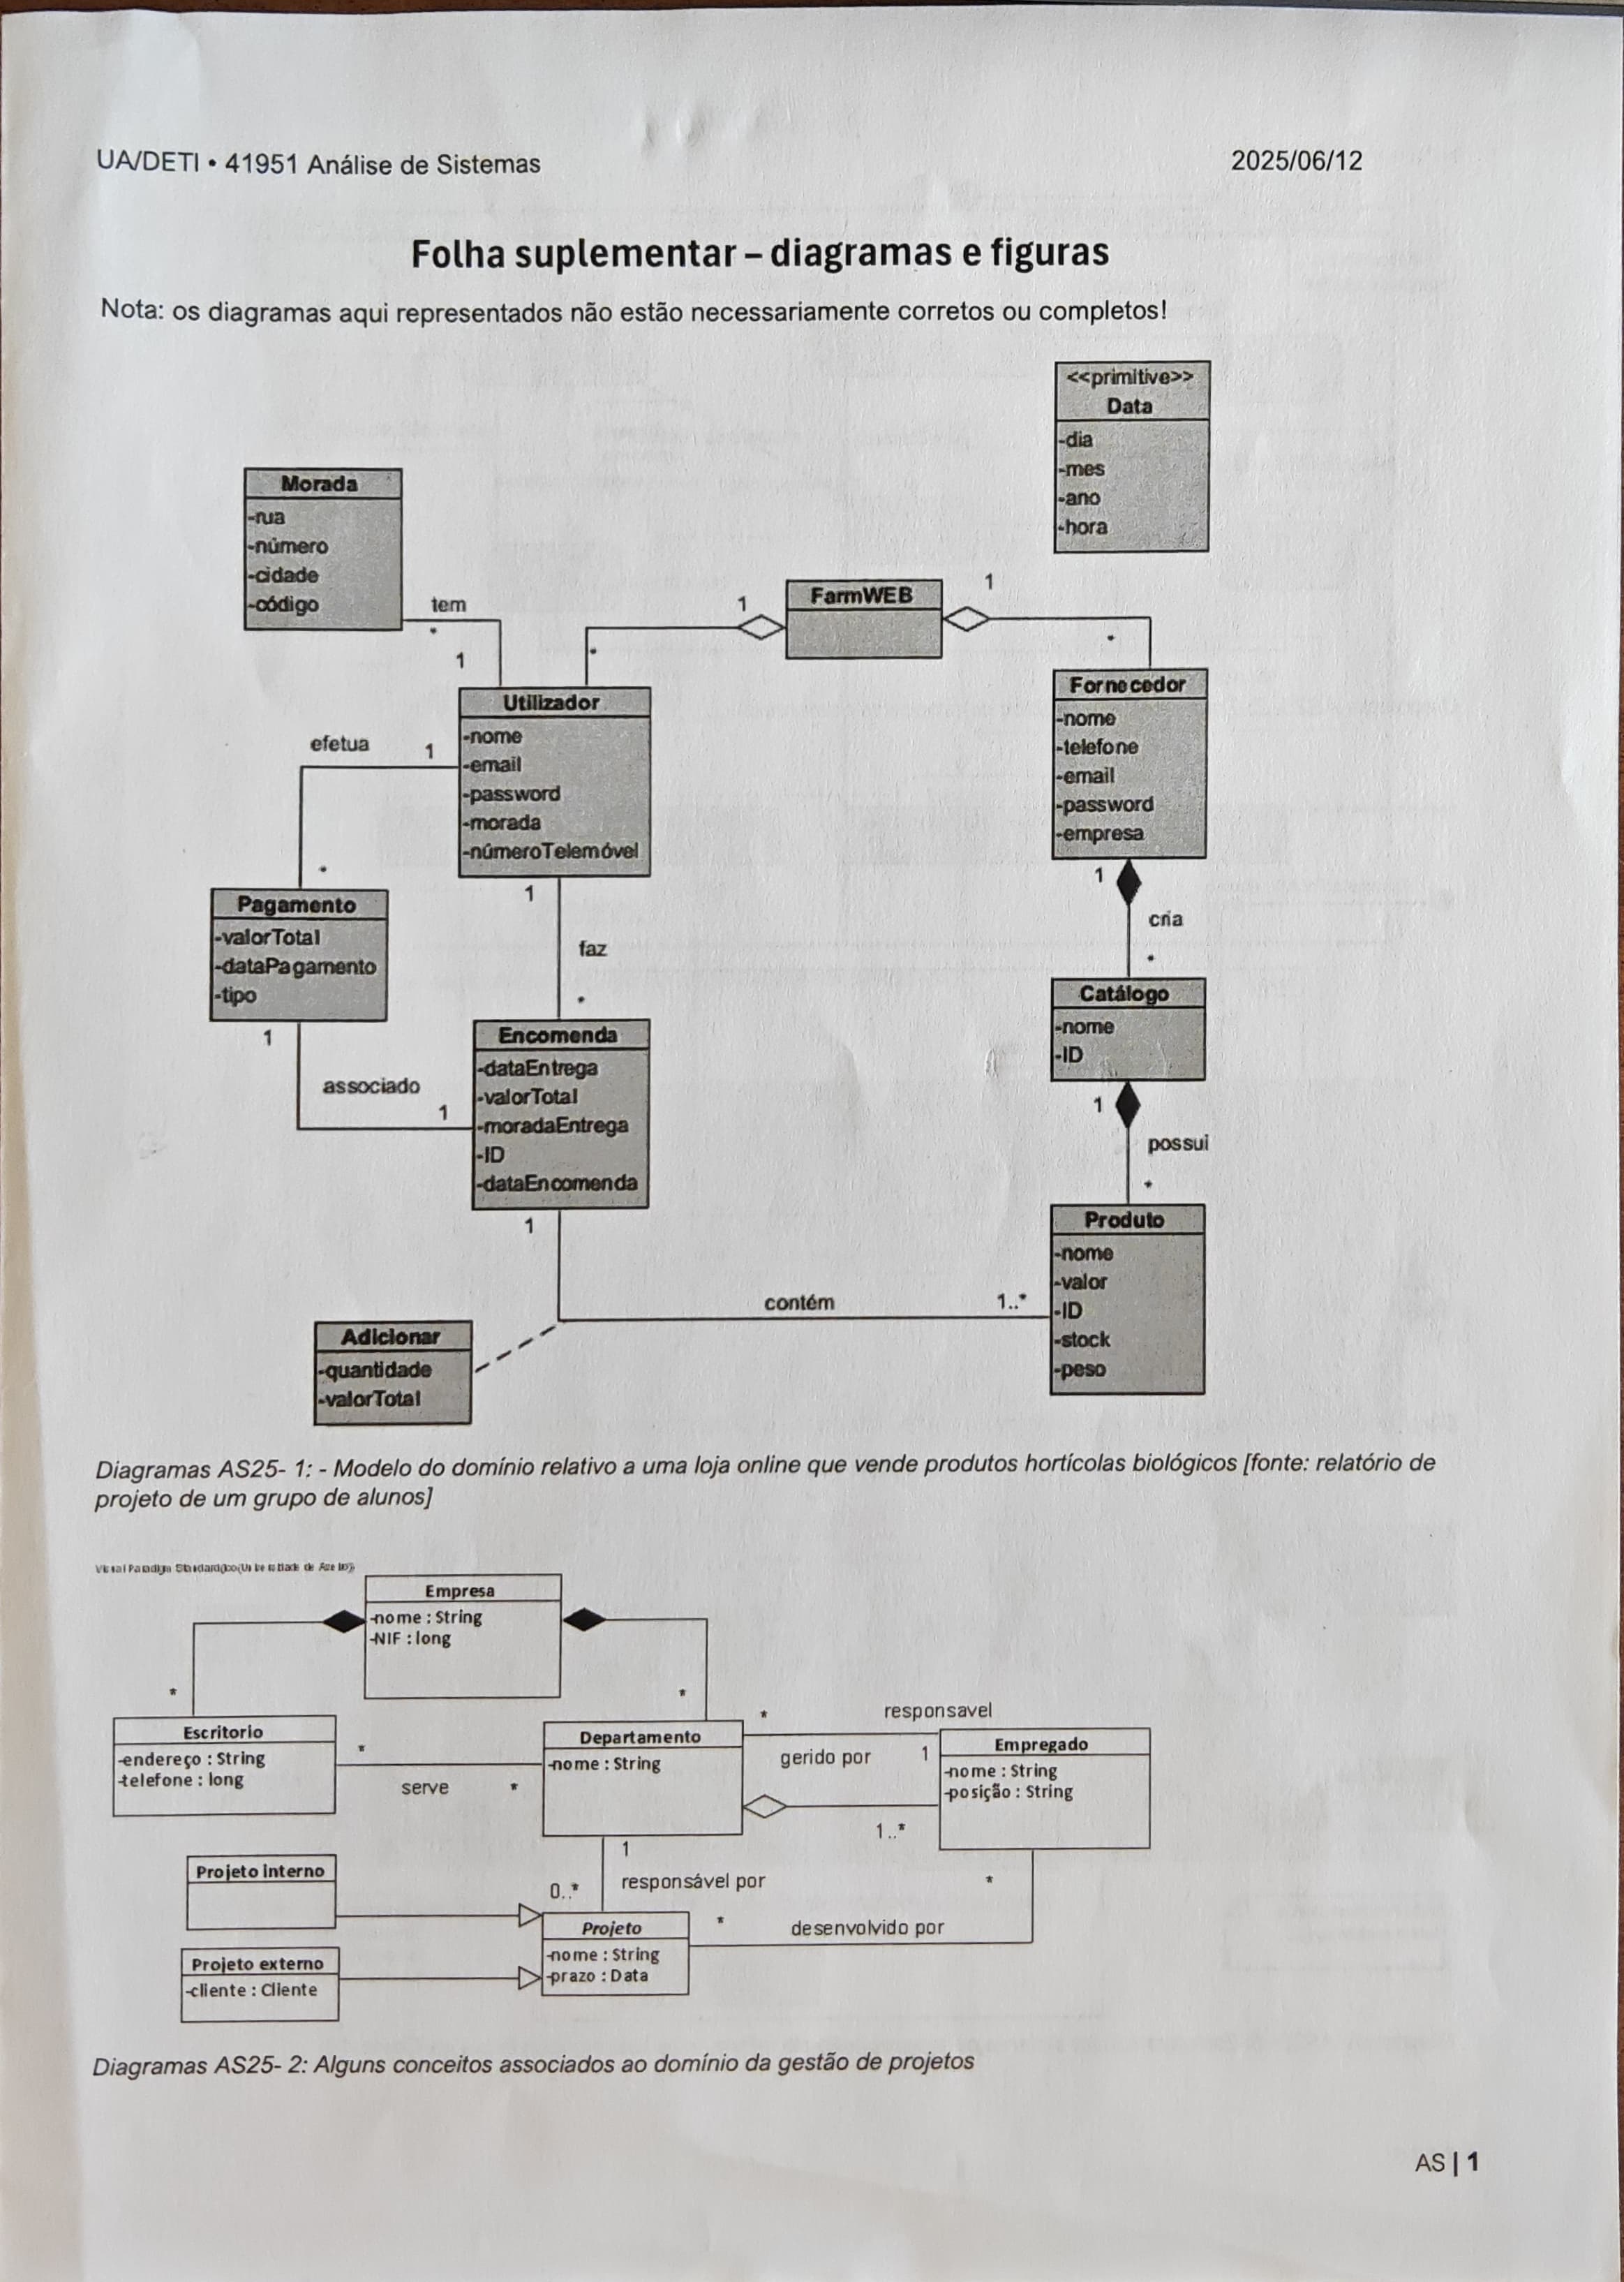 UA/DETI • 41951 Análise de Sistemas
2025/06/12
Folha suplementar – diagramas e figuras
Nota: os diagramas aqui representados não estão necessariamente corretos ou completos!
<<primitive>>
Data
-dia
-mes
-ano
-hora
Morada
-rua
-número
-cidade
-código
tem
*
1
1
FarmWEB
1
*
*
Utilizador
-nome
-email
-password
-morada
-númeroTelemóvel
Fornecedor
-nome
-telefone
-email
-password
-empresa
efetua
1
*
1
faz
*
1
cria
*
Pagamento
-valorTotal
-dataPagamento
-tipo
1
associado
1
Encomenda
-dataEntrega
-valorTotal
-moradaEntrega
-ID
-dataEncomenda
Catálogo
-nome
-ID
1
possui
*
1
contém
1..*
Produto
-nome
-valor
-ID
-stock
-peso
Adicionar
-quantidade
-valorTotal
Diagramas AS25- 1: - Modelo do domínio relativo a uma loja online que vende produtos hortícolas biológicos [fonte: relatório de
projeto de um grupo de alunos]
Empresa
-nome : String
-NIF : long
*
*
Escritorio
-endereço : String
-telefone : long
*
serve
*
Departamento
-nome : String
*
responsavel
gerido por
1
1..*
Empregado
-nome : String
-posição : String
1
0..*
responsável por
*
Projeto interno
Projeto
-nome : String
-prazo : Data
*
desenvolvido por
Projeto externo
-cliente : Cliente
Diagramas AS25- 2: Alguns conceitos associados ao domínio da gestão de projetos
AS | 1